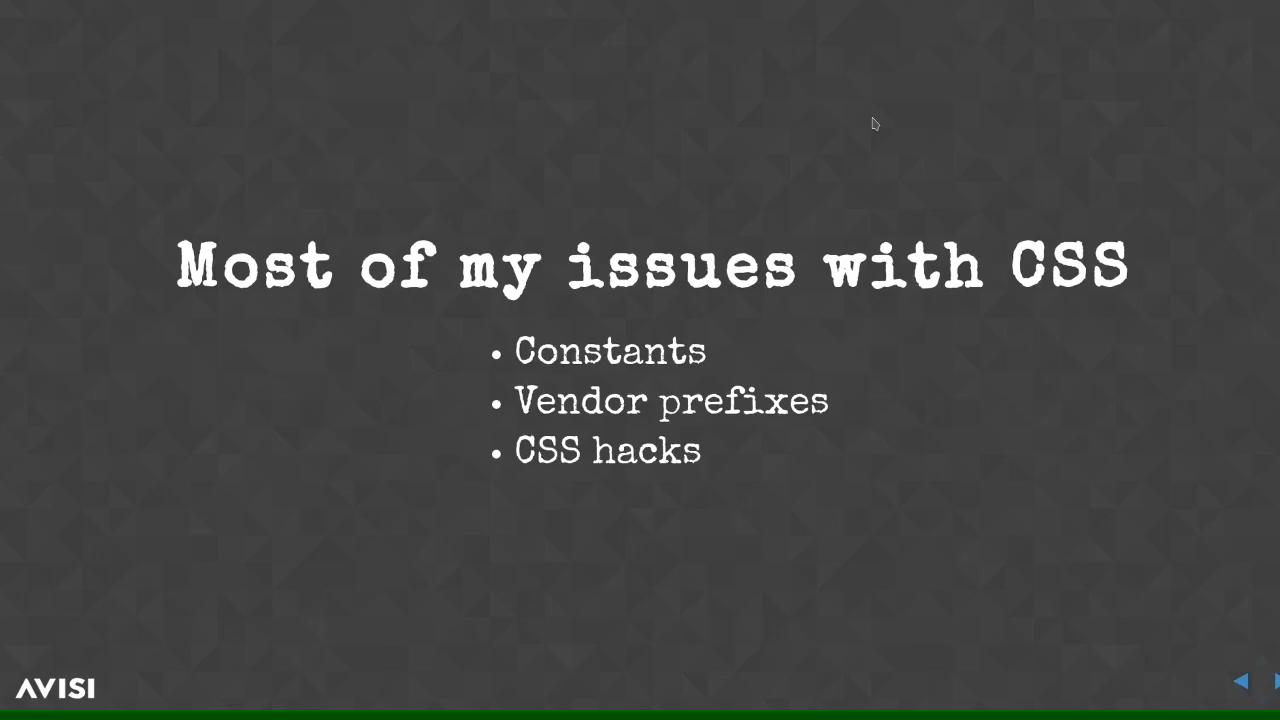 Most of my issues with CSS
• Constants
• Vendor prefixes
• CSS hacks
AVISI